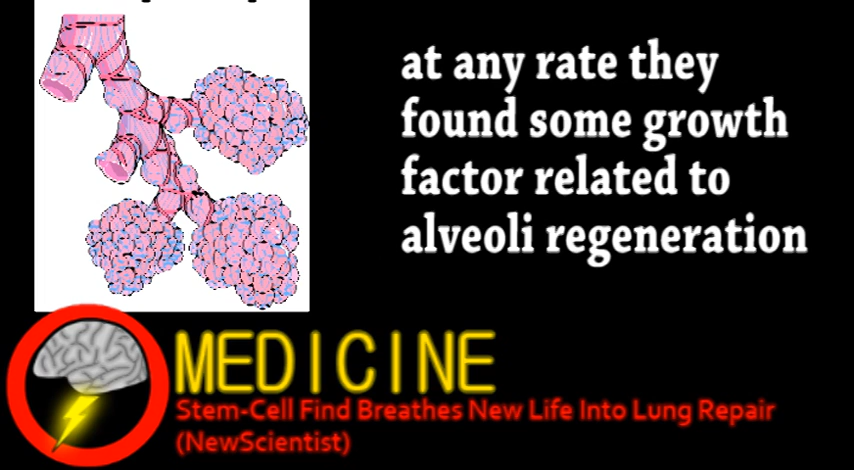 at any rate they
found some growth
factor related to
alveoli regeneration
MEDICINE
Stem-Cell Find Breathes New Life Into Lung Repair
(NewScientist)